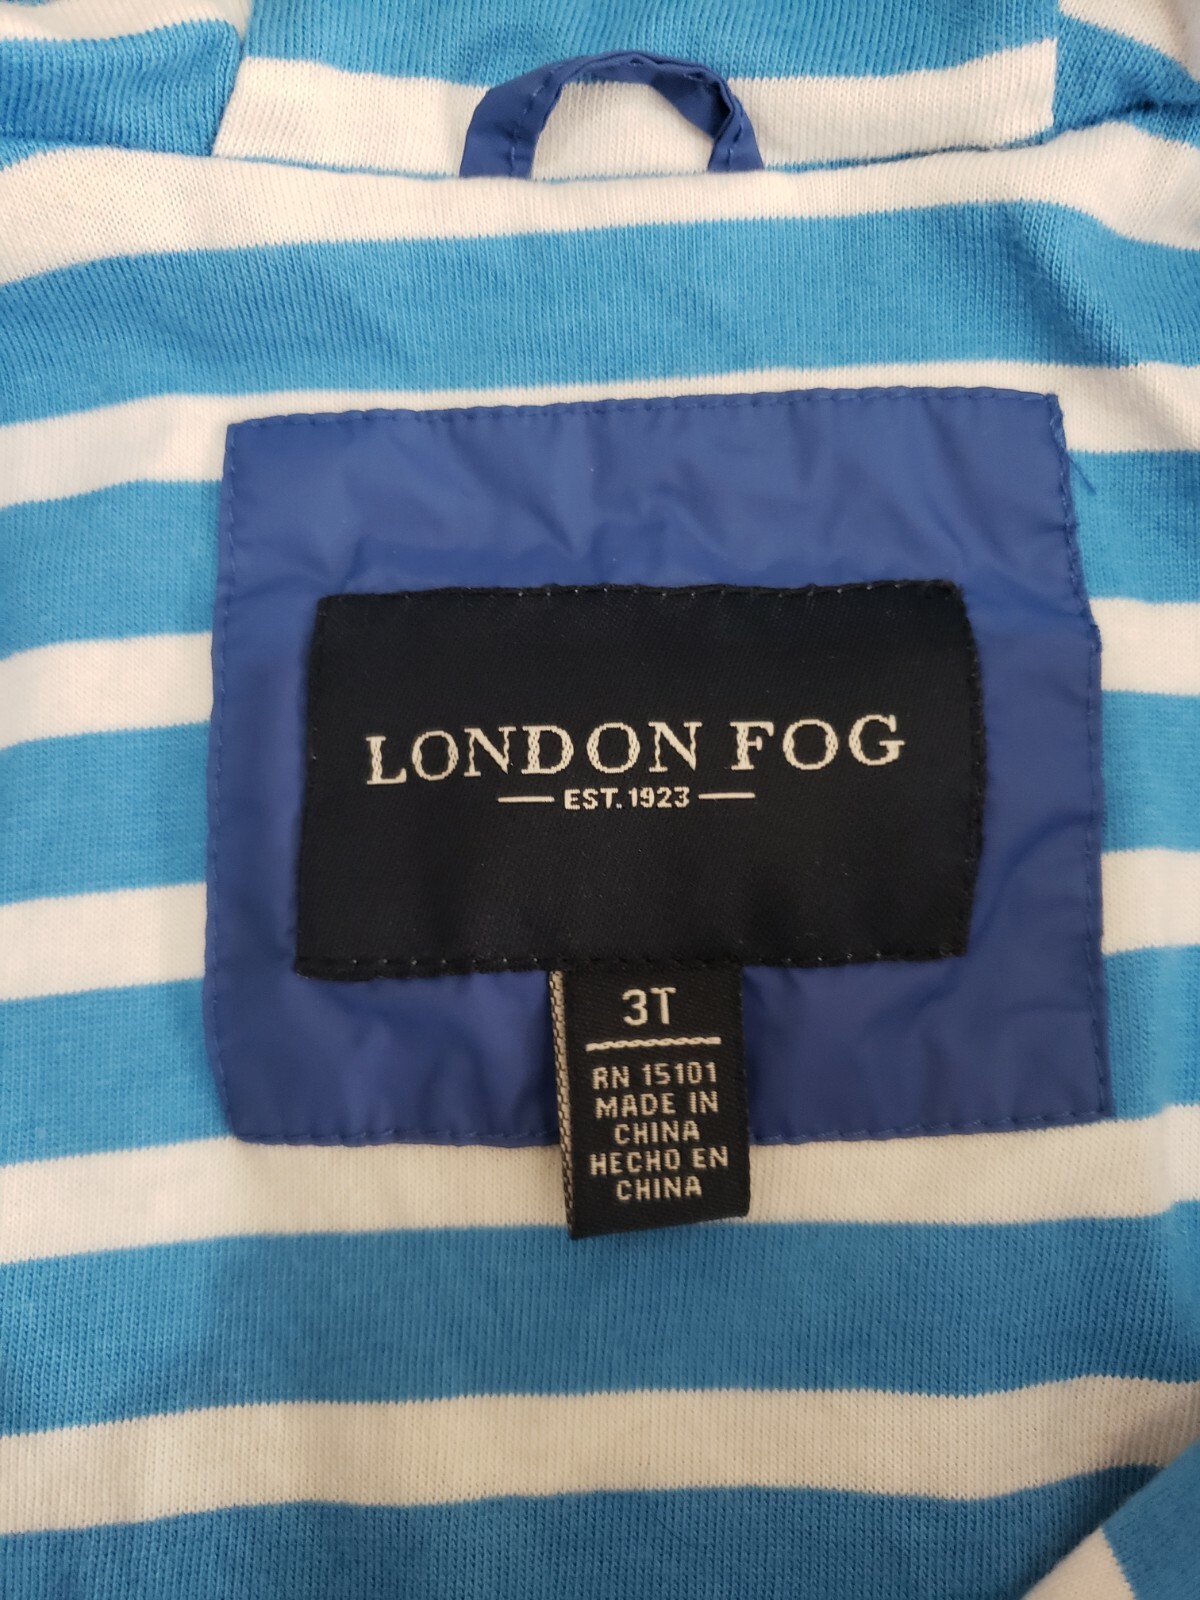 LONDON FOG
EST. 1923
3T
RN 15101
MADE IN
CHINA
HECHO EN
CHINA